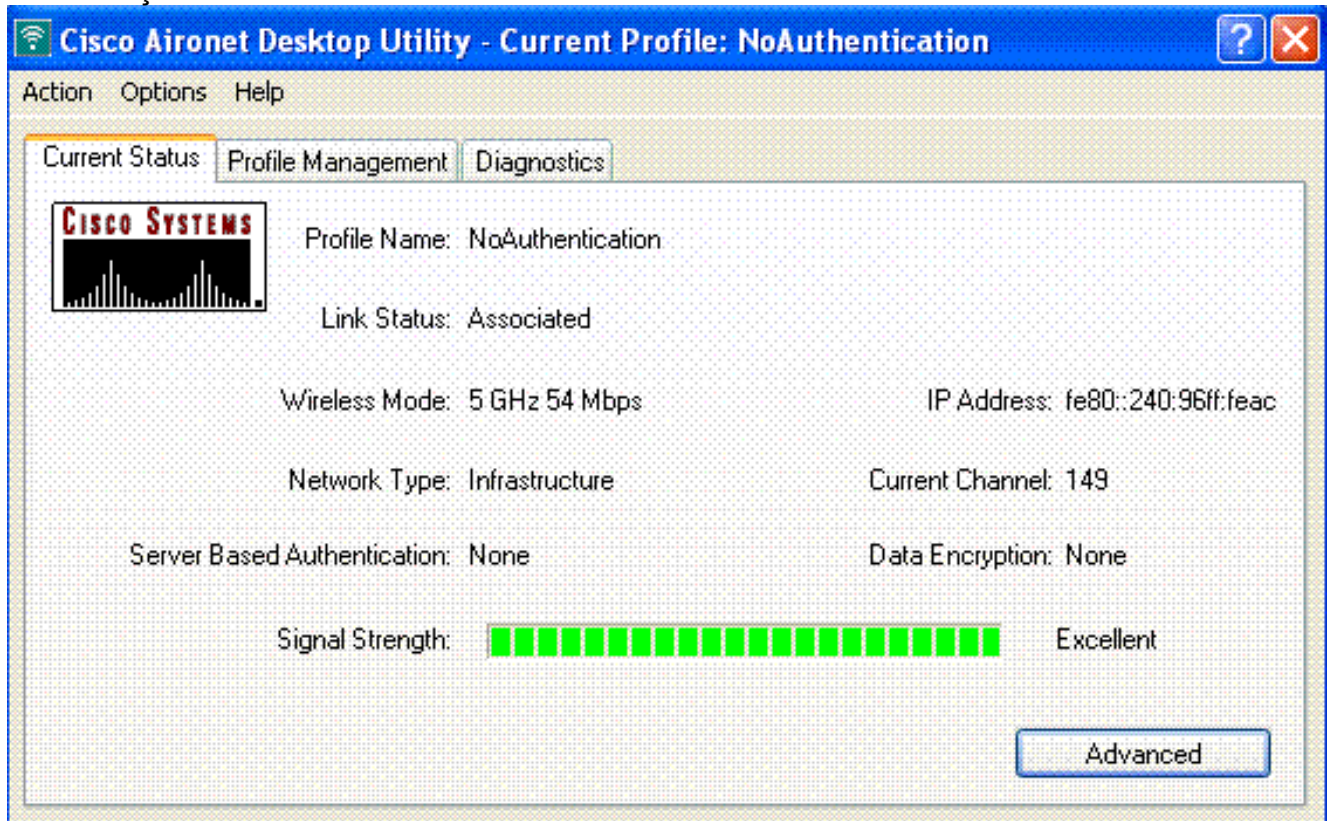 Cisco Aironet Desktop Utility - Current Profile: NoAuthentication
Action Options Help
Current Status Profile Management Diagnostics
CISCO SYSTEMS
Profile Name: NoAuthentication
Link Status: Associated
Wireless Mode: 5 GHz 54 Mbps IP Address: fe80::240:96ff:feac
Network Type: Infrastructure Current Channel: 149
Server Based Authentication: None Data Encryption: None
Signal Strength: Excellent
Advanced